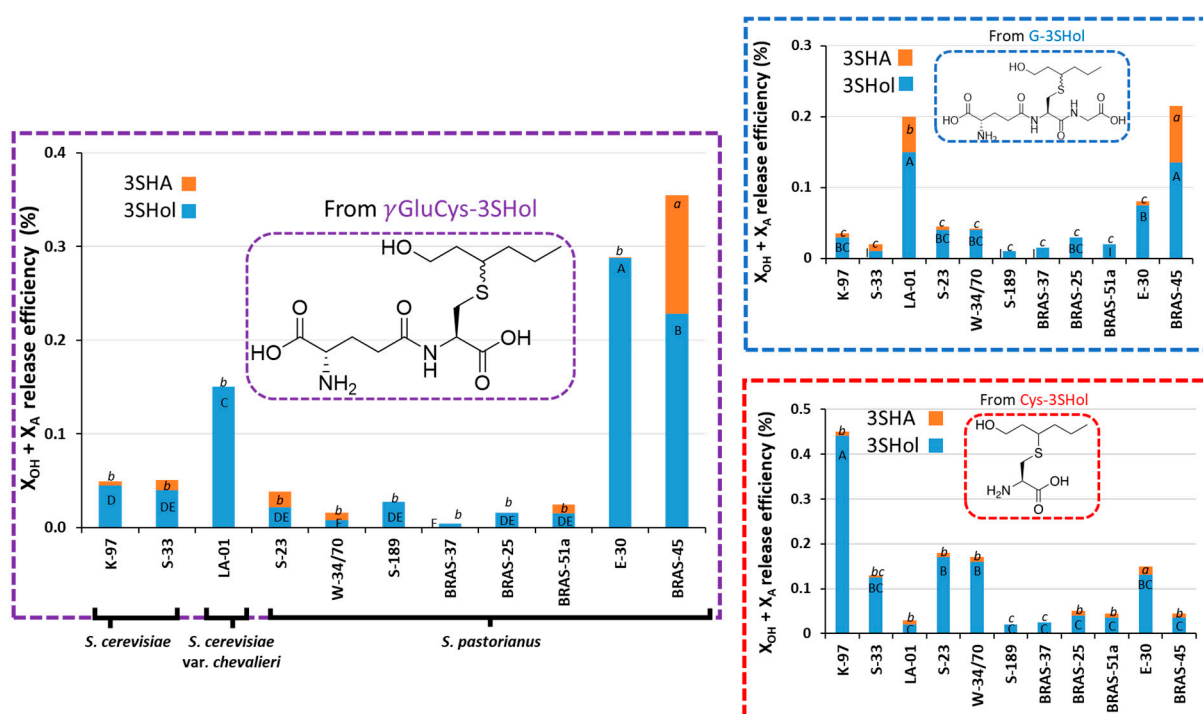 X_OH + X_A release efficiency (%)
0.4
0.3
0.2
0.1
0.0
3SHA
3SHol
From γGluCys-3SHol
HO
S
O
O
HO
NH2
N
H
OH
O
b
D
b
DE
b
C
b
DE
b
E
b
DE
b
E
b
DE
b
DE
b
A
a
B
K-97
S-33
LA-01
S-23
W-34/70
S-189
BRAS-37
BRAS-25
BRAS-51a
E-30
BRAS-45
S. cerevisiae
S. cerevisiae
var. chevalieri
S. pastorianus
X_OH + X_A release efficiency (%)
0.3
0.2
0.1
0
3SHA
3SHol
From G-3SHol
HO
S
O
O
O
H
N
HO
OH
NH2
N
H
O
c
BC
c
b
A
c
BC
c
BC
c
c
c
BC
c
c
B
a
A
K-97
S-33
LA-01
S-23
W-34/70
S-189
BRAS-37
BRAS-25
BRAS-51a
E-30
BRAS-45
X_OH + X_A release efficiency (%)
0.5
0.4
0.3
0.2
0.1
0
3SHA
3SHol
From Cys-3SHol
HO
S
H2N
OH
O
b
A
bc
BC
b
C
b
B
b
B
c
C
c
C
b
C
b
C
a
BC
b
C
K-97
S-33
LA-01
S-23
W-34/70
S-189
BRAS-37
BRAS-25
BRAS-51a
E-30
BRAS-45